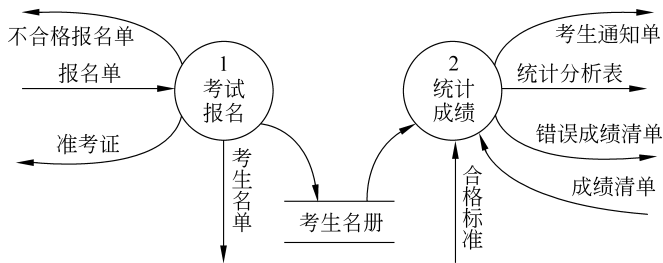 不合格报名单
报名单
准考证
1
考试
报名
考生名单
考生名册
2
统计
成绩
合格标准
考生通知单
统计分析表
错误成绩清单
成绩清单